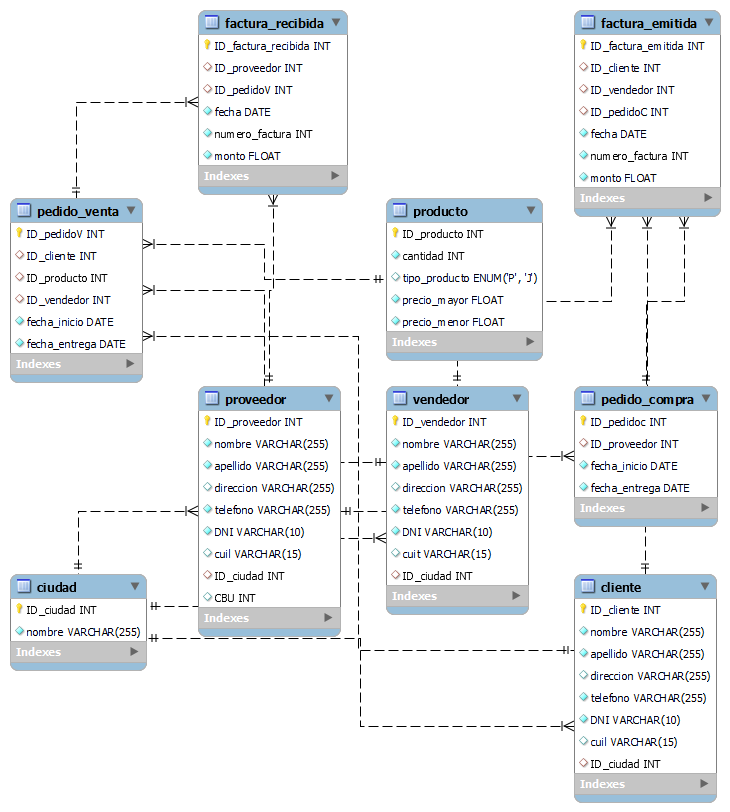 factura_recibida
ID_factura_recibida INT
ID_proveedor INT
ID_pedidoV INT
fecha DATE
numero_factura INT
monto FLOAT
Indexes
factura_emitida
ID_factura_emitida INT
ID_cliente INT
ID_vendedor INT
ID_pedidoC INT
fecha DATE
numero_factura INT
monto FLOAT
Indexes
pedido_venta
ID_pedidoV INT
ID_cliente INT
ID_producto INT
ID_vendedor INT
fecha_inicio DATE
fecha_entrega DATE
Indexes
producto
ID_producto INT
cantidad INT
tipo_producto ENUM('P', 'J')
precio_mayor FLOAT
precio_menor FLOAT
Indexes
proveedor
ID_proveedor INT
nombre VARCHAR(255)
apellido VARCHAR(255)
direccion VARCHAR(255)
telefono VARCHAR(255)
DNI VARCHAR(10)
cuil VARCHAR(15)
ID_ciudad INT
CBU INT
Indexes
vendedor
ID_vendedor INT
nombre VARCHAR(255)
apellido VARCHAR(255)
direccion VARCHAR(255)
telefono VARCHAR(255)
DNI VARCHAR(10)
cuit VARCHAR(15)
ID_ciudad INT
Indexes
pedido_compra
ID_pedidoc INT
ID_proveedor INT
fecha_inicio DATE
fecha_entrega DATE
Indexes
ciudad
ID_ciudad INT
nombre VARCHAR(255)
Indexes
cliente
ID_cliente INT
nombre VARCHAR(255)
apellido VARCHAR(255)
direccion VARCHAR(255)
telefono VARCHAR(255)
DNI VARCHAR(10)
cuil VARCHAR(15)
ID_ciudad INT
Indexes